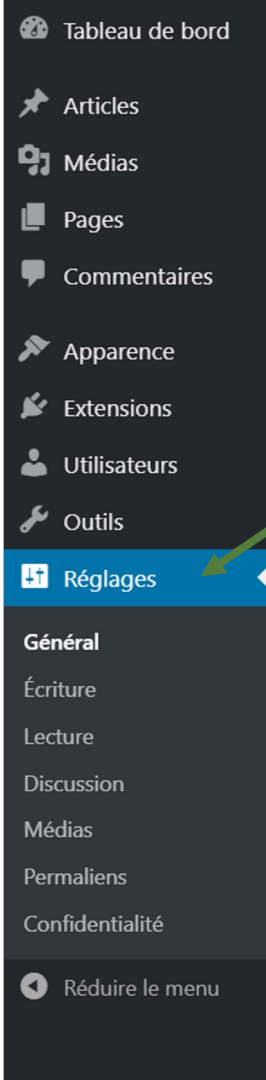 Tableau de bord
Articles
Médias
Pages
Commentaires
Apparence
Extensions
Utilisateurs
Outils
Réglages
Général
Écriture
Lecture
Discussion
Médias
Permaliens
Confidentialité
Réduire le menu